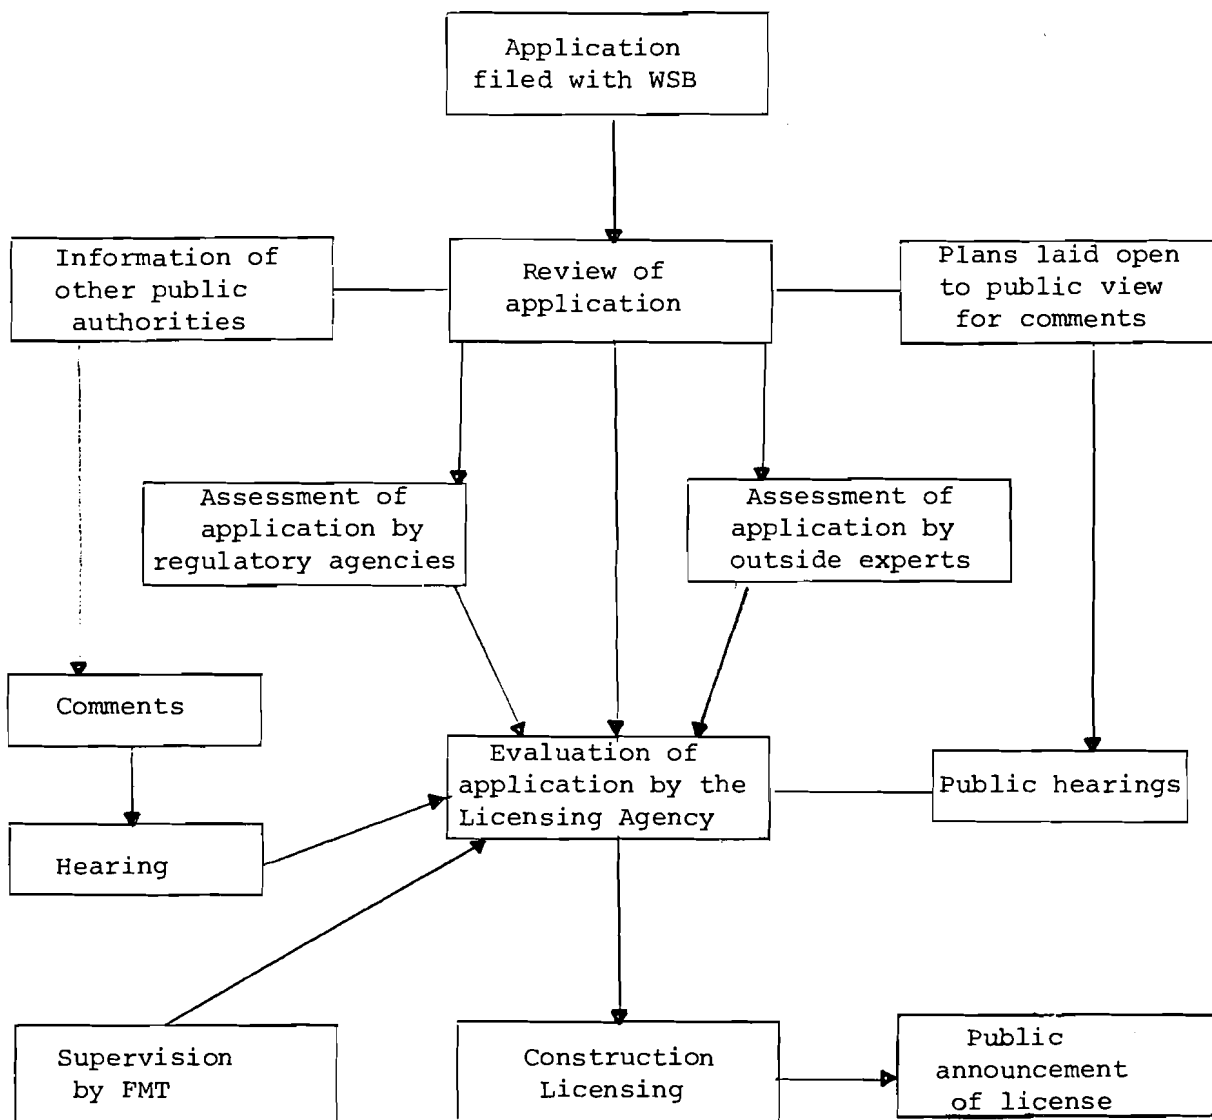 Application
filed with WSB
Information of
other public
authorities
Review of
application
Plans laid open
to public view
for comments
Assessment of
application by
regulatory agencies
Assessment of
application by
outside experts
Comments
Evaluation of
application by the
Licensing Agency
Public hearings
Hearing
Supervision
by FMT
Construction
Licensing
Public
announcement
of license